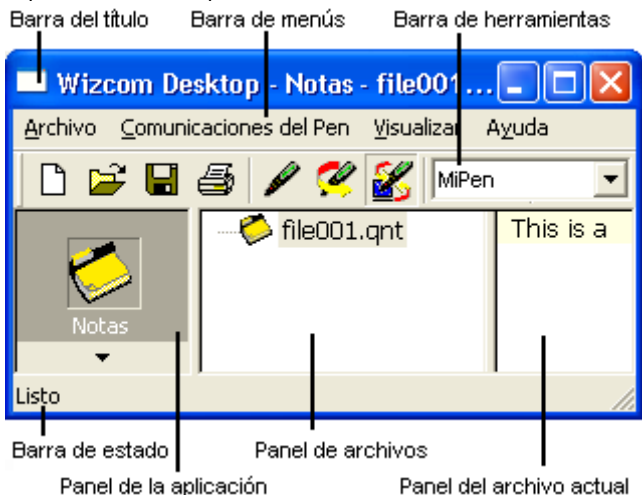 Barra del título Barra de menús Barra de herramientas
Wizcom Desktop - Notas - file001...
Archivo Comunicaciones del Pen Visualizar Ayuda
MiPen
file001.qnt This is a
Notas
Listo
Barra de estado Panel de archivos
Panel de la aplicación Panel del archivo actual